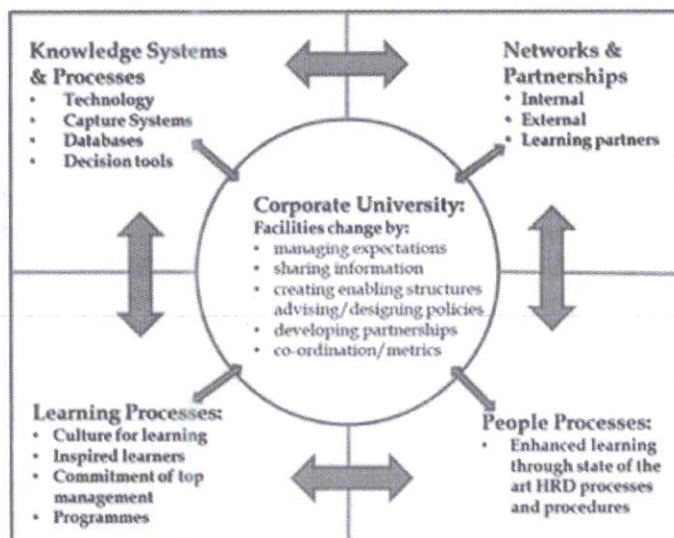 Knowledge Systems
& Processes
• Technology
• Capture Systems
• Databases
• Decision tools
Networks &
Partnerships
• Internal
• External
• Learning partners
Corporate University:
Facilities change by:
• managing expectations
• sharing information
• creating enabling structures
advising/designing policies
• developing partnerships
• co-ordination/metrics
Learning Processes:
• Culture for learning
• Inspired learners
• Commitment of top
management
• Programmes
People Processes:
• Enhanced learning
through state of the
art HRD processes
and procedures